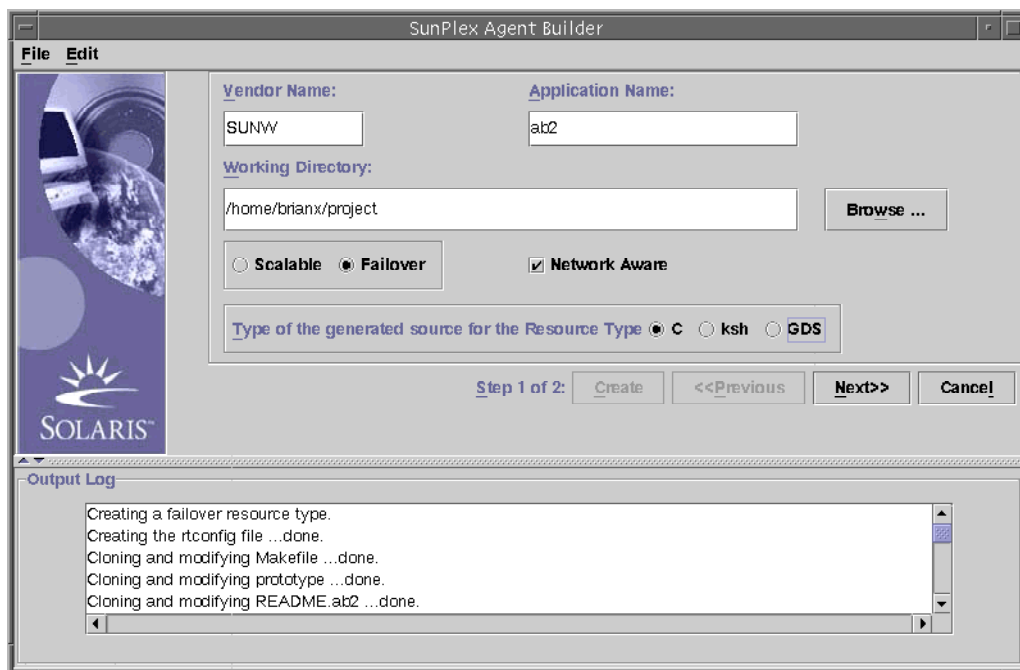 SunPlex Agent Builder
File Edit
Vendor Name: Application Name:
SUNW ab2
Working Directory:
/home/brianx/project Browse ...
Scalable Failover Network Aware
Type of the generated source for the Resource Type C ksh GDS
Step 1 of 2: Create <<Previous Next>> Cancel
SOLARIS™
Output Log
Creating a failover resource type.
Creating the rtconfig file ...done.
Cloning and modifying Makefile ...done.
Cloning and modifying prototype ...done.
Cloning and modifying README.ab2 ...done.